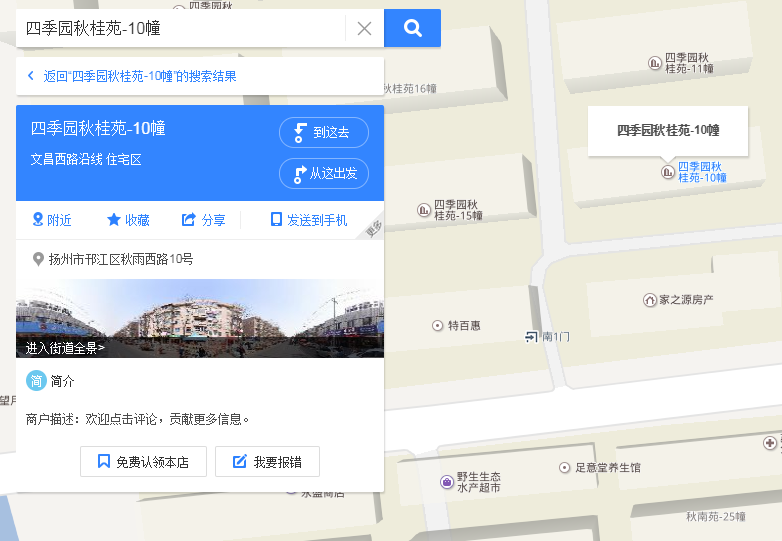 四季园秋
四季园秋桂苑-10幢
返回“四季园秋桂苑-10幢”的搜索结果
四季园秋桂苑-10幢
文昌西路沿线 住宅区
到这去
从这出发
附近
收藏
分享
发送到手机
更多
扬州市邗江区秋雨西路10号
进入街道全景>
简
简介
商户描述：欢迎点击评论，贡献更多信息。
免费认领本店
我要报错
四季园秋
桂苑-11幢
秋桂苑16幢
四季园秋桂苑-10幢
四季园秋
桂苑-10幢
四季园秋
桂苑-15幢
家之源房产
特百惠
南1门
足意堂养生馆
野生生态
水产超市
秋南苑-25幢